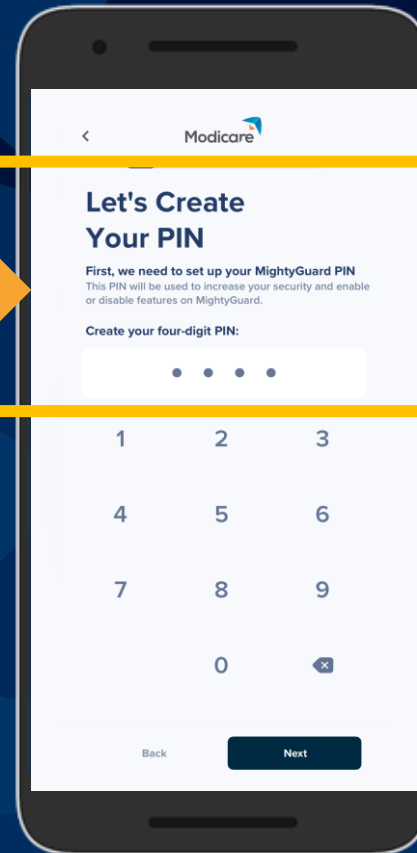 Modicare
Let's Create
Your PIN
First, we need to set up your MightyGuard PIN
This PIN will be used to increase your security and enable
or disable features on MightyGuard.
Create your four-digit PIN:
1 2 3
4 5 6
7 8 9
0
Back Next